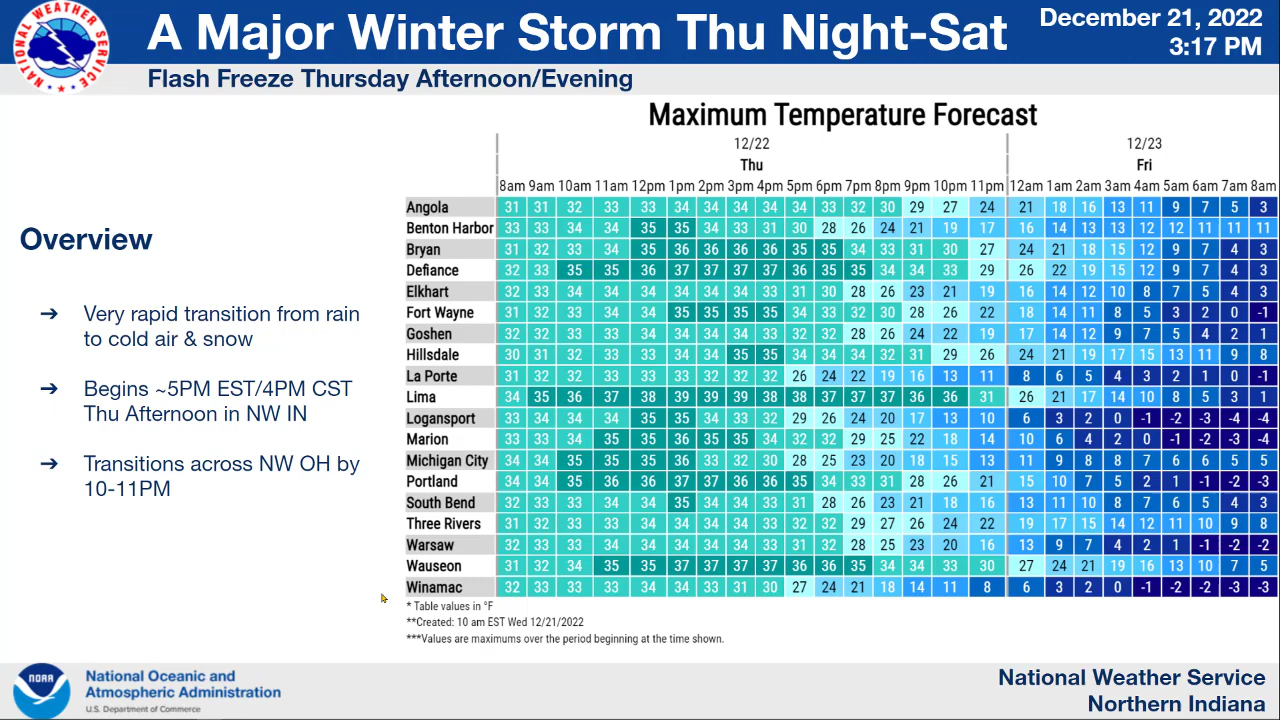 NATIONAL WEATHER SERVICE
A Major Winter Storm Thu Night-Sat
December 21, 2022
3:17 PM
Flash Freeze Thursday Afternoon/Evening
Maximum Temperature Forecast
12/22 12/23
Thu Fri
8am 9am 10am 11am 12pm 1pm 2pm 3pm 4pm 5pm 6pm 7pm 8pm 9pm 10pm 11pm 12am 1am 2am 3am 4am 5am 6am 7am 8am
Angola 31 31 32 33 33 34 34 34 34 34 33 32 30 29 27 24 21 18 16 13 11 9 7 5 3
Benton Harbor 33 33 34 34 35 35 34 33 31 30 28 26 24 21 19 17 16 14 13 13 12 12 11 11 11
Bryan 31 32 33 34 35 36 36 36 36 35 35 34 33 31 30 27 24 21 18 15 12 9 7 4 3
Defiance 32 33 35 35 36 37 37 37 37 36 35 35 34 34 33 29 26 22 19 15 12 9 7 4 3
Elkhart 32 33 34 34 34 34 34 34 33 31 30 28 26 23 21 19 16 14 12 10 8 7 5 4 3
Fort Wayne 31 32 33 34 34 35 35 35 35 34 33 32 30 28 26 22 18 14 11 8 5 3 2 0 -1
Goshen 32 32 33 34 34 34 34 34 33 32 32 28 26 24 22 19 17 14 12 9 7 5 4 2 1
Hillsdale 30 31 32 33 33 34 34 35 35 34 34 34 32 31 29 26 24 21 19 17 15 13 11 9 8
La Porte 31 32 32 33 33 33 32 32 32 26 24 22 19 16 13 11 8 6 5 4 3 2 1 0 -1
Lima 34 35 36 37 38 39 39 39 38 38 37 37 37 36 36 31 26 21 17 14 10 8 5 3 1
Logansport 33 34 34 34 35 35 34 34 32 29 26 24 20 17 13 10 6 3 2 0 -1 -2 -3 -4 -4
Marion 33 33 34 35 35 36 35 35 34 32 32 29 25 22 18 14 10 6 4 2 0 -1 -2 -3 -4
Michigan City 34 34 35 35 35 36 33 32 30 28 25 23 20 18 15 13 11 9 8 8 7 6 6 5 5
Portland 34 34 35 36 36 37 37 36 36 35 34 33 31 28 26 21 15 10 7 5 2 1 -1 -2 -3
South Bend 32 33 33 34 34 35 34 34 33 31 28 26 23 21 18 16 13 11 10 8 7 6 5 4 3
Three Rivers 31 32 33 33 34 34 34 34 33 32 32 29 27 26 24 22 19 17 15 14 12 11 10 9 8
Warsaw 32 33 33 34 34 34 34 34 33 31 32 28 25 23 20 16 13 9 7 4 2 1 -1 -2 -2
Wauseon 31 32 34 35 35 37 37 37 37 36 36 35 34 34 33 30 27 24 21 19 16 13 10 7 5
Winamac 32 33 33 33 34 34 33 31 30 27 24 21 18 14 11 8 6 3 2 0 -1 -2 -2 -3 -3
* Table values in °F
**Created: 10 am EST Wed 12/21/2022
***Values are maximums over the period beginning at the time shown.
Overview
➔ Very rapid transition from rain
to cold air & snow
➔ Begins ~5PM EST/4PM CST
Thu Afternoon in NW IN
➔ Transitions across NW OH by
10-11PM
NOAA
National Oceanic and
Atmospheric Administration
U.S. Department of Commerce
National Weather Service
Northern Indiana